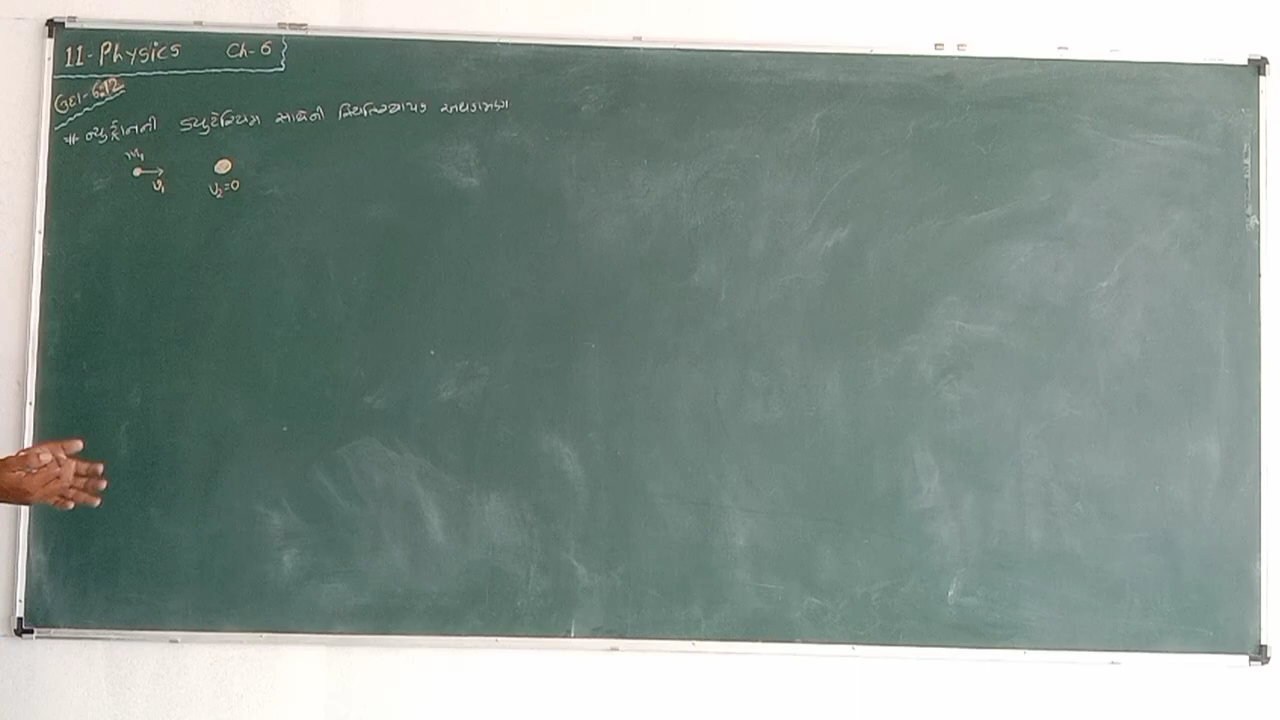 11-Physics Ch-6
ઉદા-6.12
# ન્યુટ્રોનની ડ્યુટેરિયમ સાથેની સ્થિતિસ્થાપક અથડામણ
m₁
v₁ v₂=0